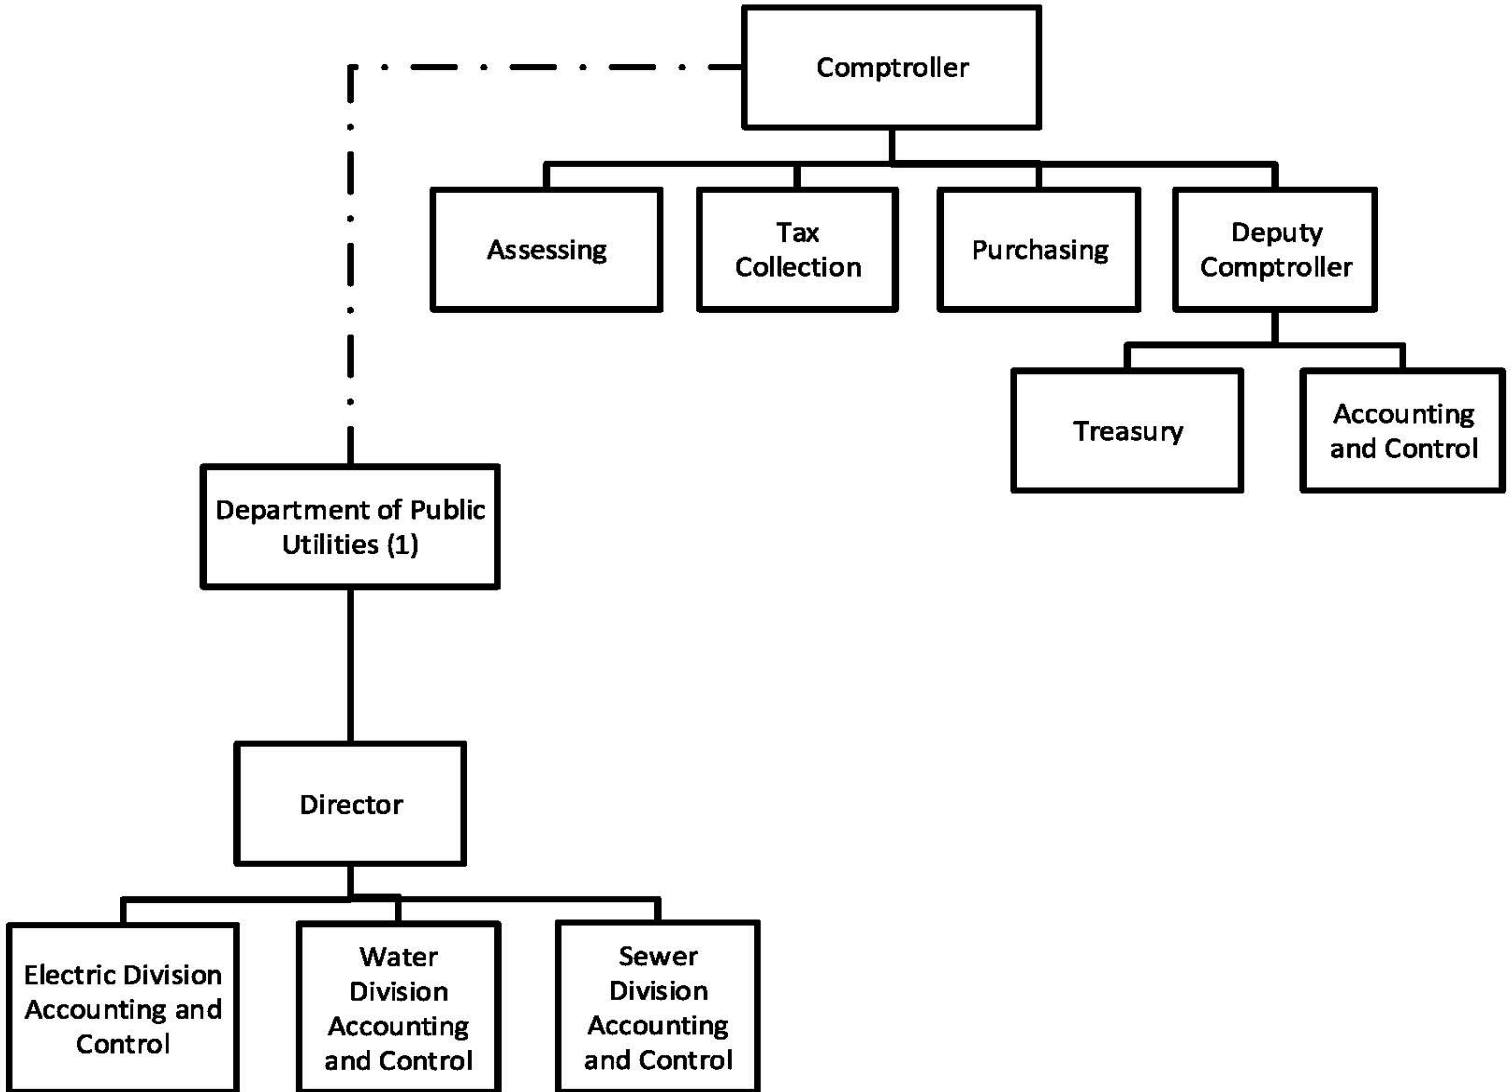 Comptroller
Assessing
Tax
Collection
Purchasing
Deputy
Comptroller
Treasury
Accounting
and Control
Department of Public
Utilities (1)
Director
Electric Division
Accounting and
Control
Water
Division
Accounting
and Control
Sewer
Division
Accounting
and Control